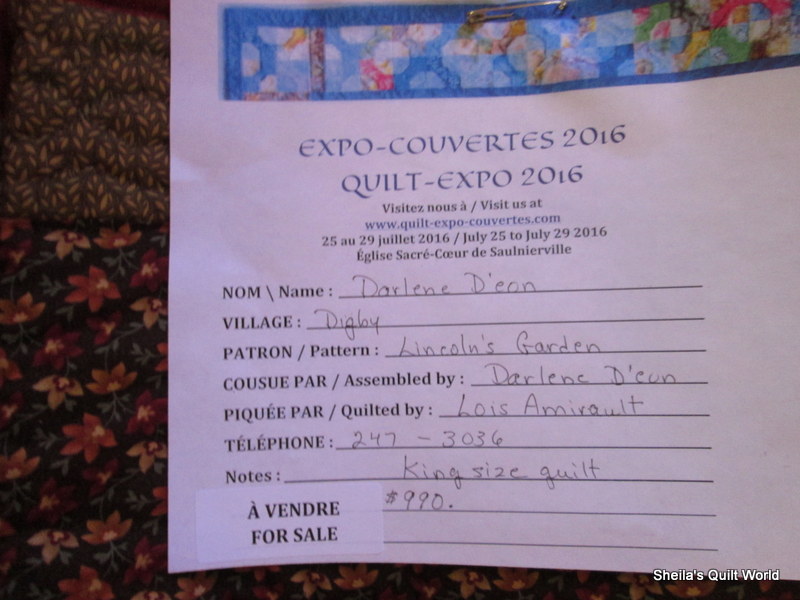 EXPO-COUVERTES 2016
QUILT-EXPO 2016
Visitez nous à / Visit us at
www.quilt-expo-couvertes.com
25 au 29 juillet 2016 / July 25 to July 29 2016
Église Sacré-Cœur de Saulnierville
NOM \ Name : Darlene D'eon
VILLAGE : Digby
PATRON / Pattern : Lincoln's Garden
COUSUE PAR / Assembled by : Darlene D'eon
PIQUÉE PAR / Quilted by : Lois Amirault
TÉLÉPHONE : 247 - 3036
Notes : King size quilt
$990.
À VENDRE
FOR SALE
Sheila's Quilt World